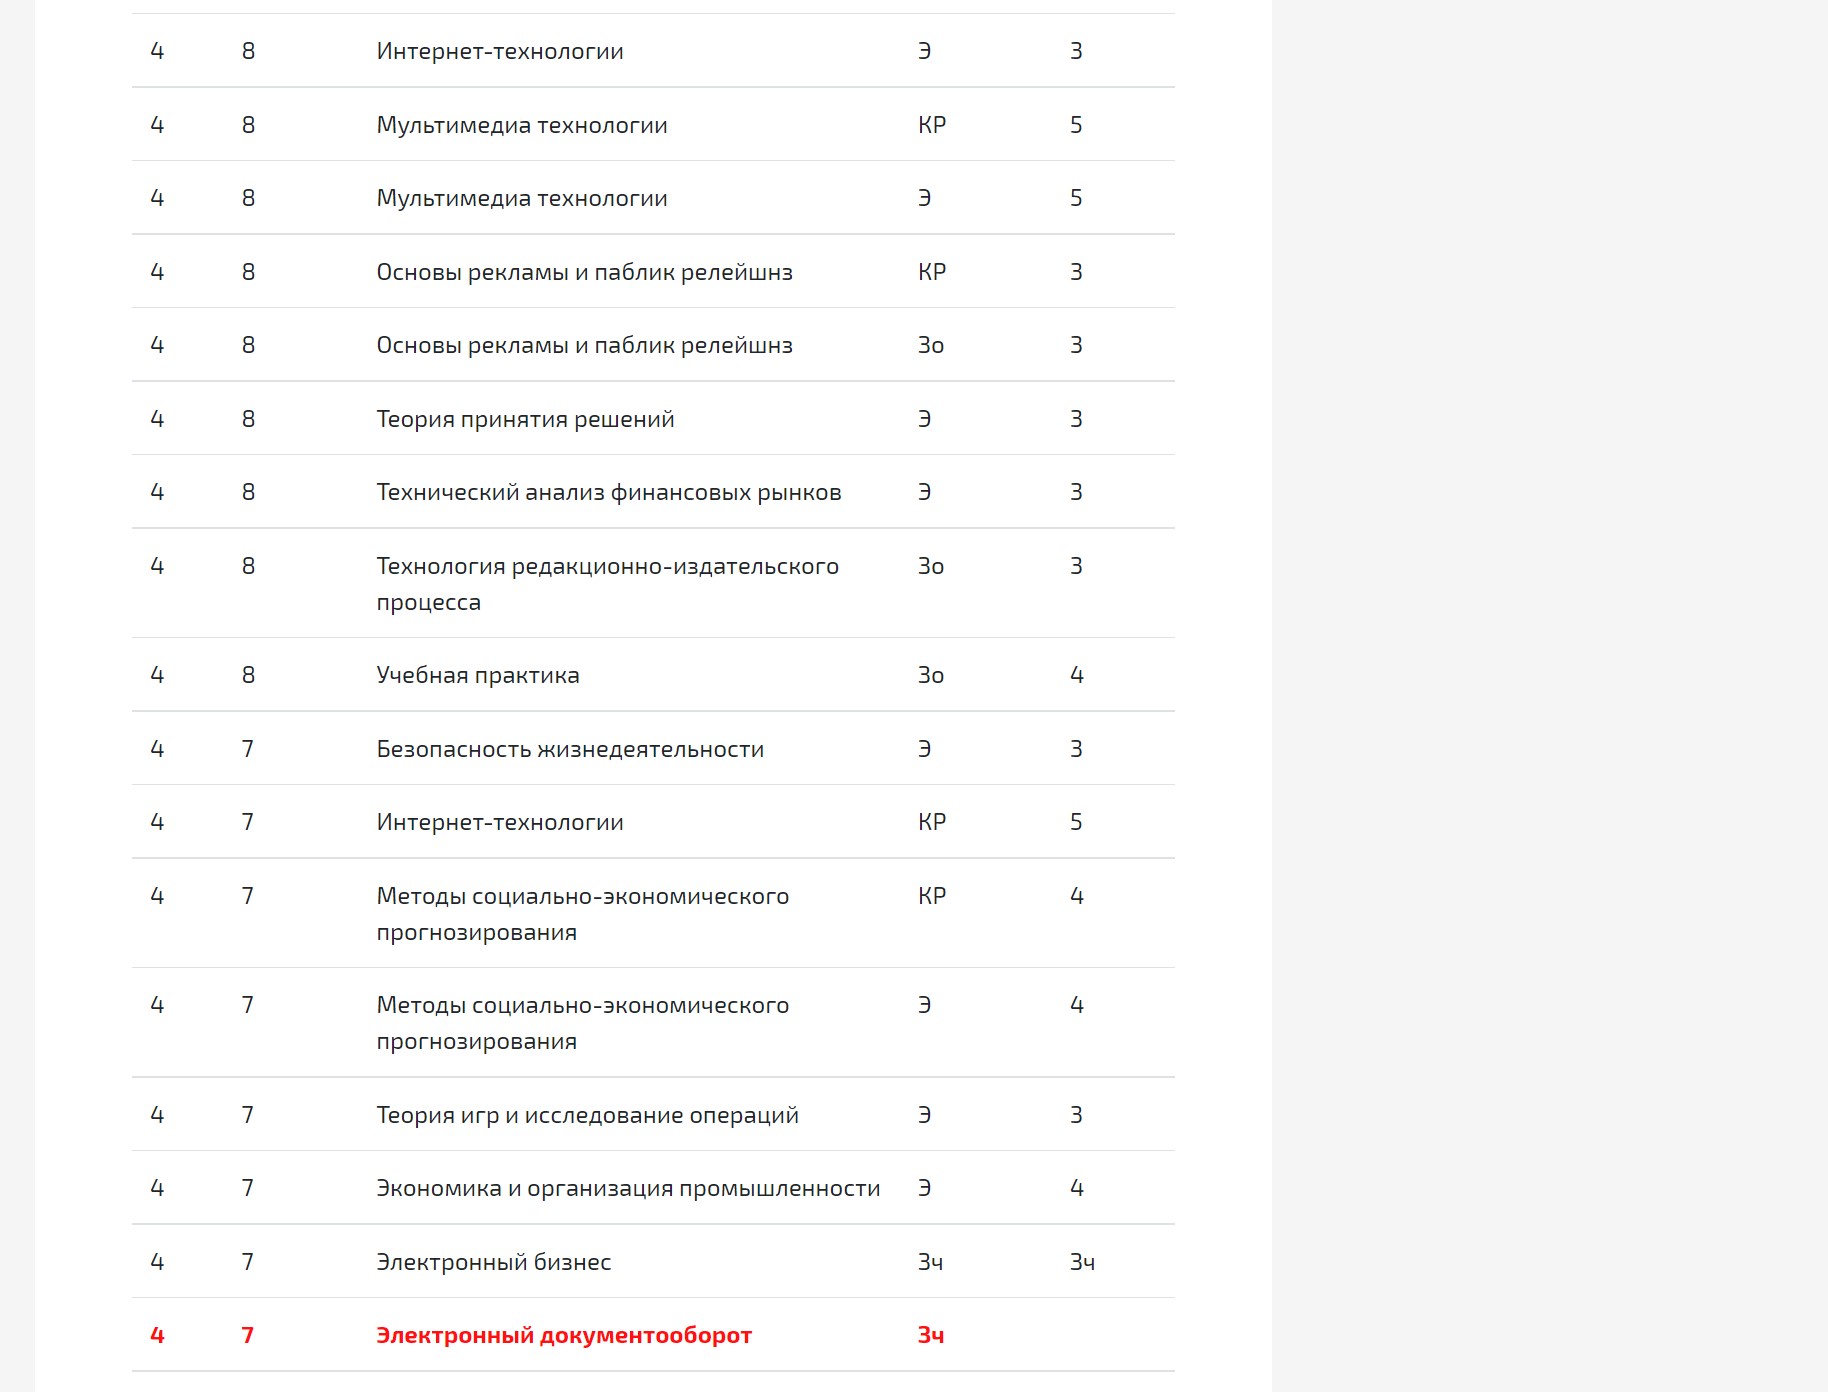 4 8 Интернет-технологии Э 3
4 8 Мультимедиа технологии КР 5
4 8 Мультимедиа технологии Э 5
4 8 Основы рекламы и паблик релейшнз КР 3
4 8 Основы рекламы и паблик релейшнз Зо 3
4 8 Теория принятия решений Э 3
4 8 Технический анализ финансовых рынков Э 3
4 8 Технология редакционно-издательского Зо 3
процесса
4 8 Учебная практика Зо 4
4 7 Безопасность жизнедеятельности Э 3
4 7 Интернет-технологии КР 5
4 7 Методы социально-экономического КР 4
прогнозирования
4 7 Методы социально-экономического Э 4
прогнозирования
4 7 Теория игр и исследование операций Э 3
4 7 Экономика и организация промышленности Э 4
4 7 Электронный бизнес Зч Зч
4 7 Электронный документооборот Зч